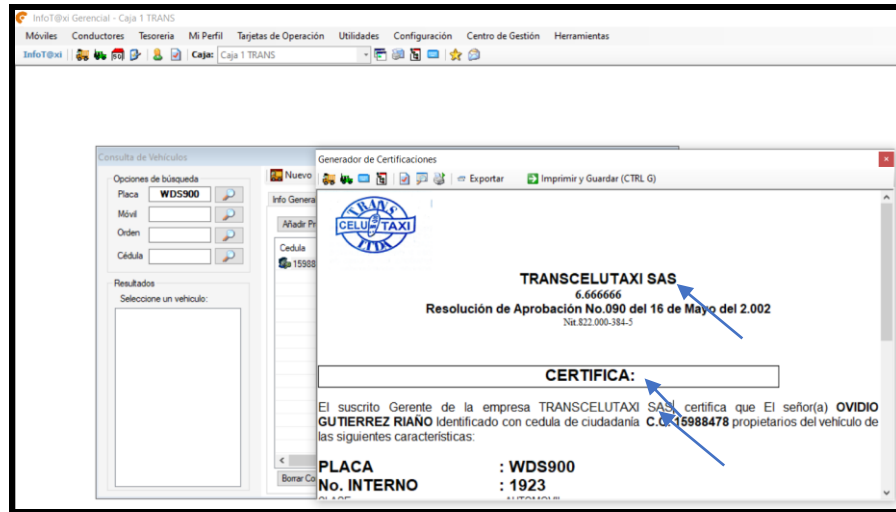 InfoT@xi Gerencial - Caja 1 TRANS
Móviles Conductores Tesoreria Mi Perfil Tarjetas de Operación Utilidades Configuración Centro de Gestión Herramientas
InfoT@xi Caja: Caja 1 TRANS
Consulta de Vehículos
Opciones de búsqueda
Placa WDS900
Móvil
Orden
Cédula
Resultados
Seleccione un vehiculo:
Nuevo
Info Genera
Añadir Pr
Cedula
15988
Borrar Co
Generador de Certificaciones
Exportar Imprimir y Guardar (CTRL G)
TRANS
CELU TAXI
LTDA
TRANSCELUTAXI SAS
6.666666
Resolución de Aprobación No.090 del 16 de Mayo del 2.002
Nit.822.000-384-5
CERTIFICA:
El suscrito Gerente de la empresa TRANSCELUTAXI SAS, certifica que El señor(a) OVIDIO
GUTIERREZ RIAÑO Identificado con cedula de ciudadanía C.C. 15988478 propietarios del vehículo de
las siguientes características:
PLACA : WDS900
No. INTERNO : 1923